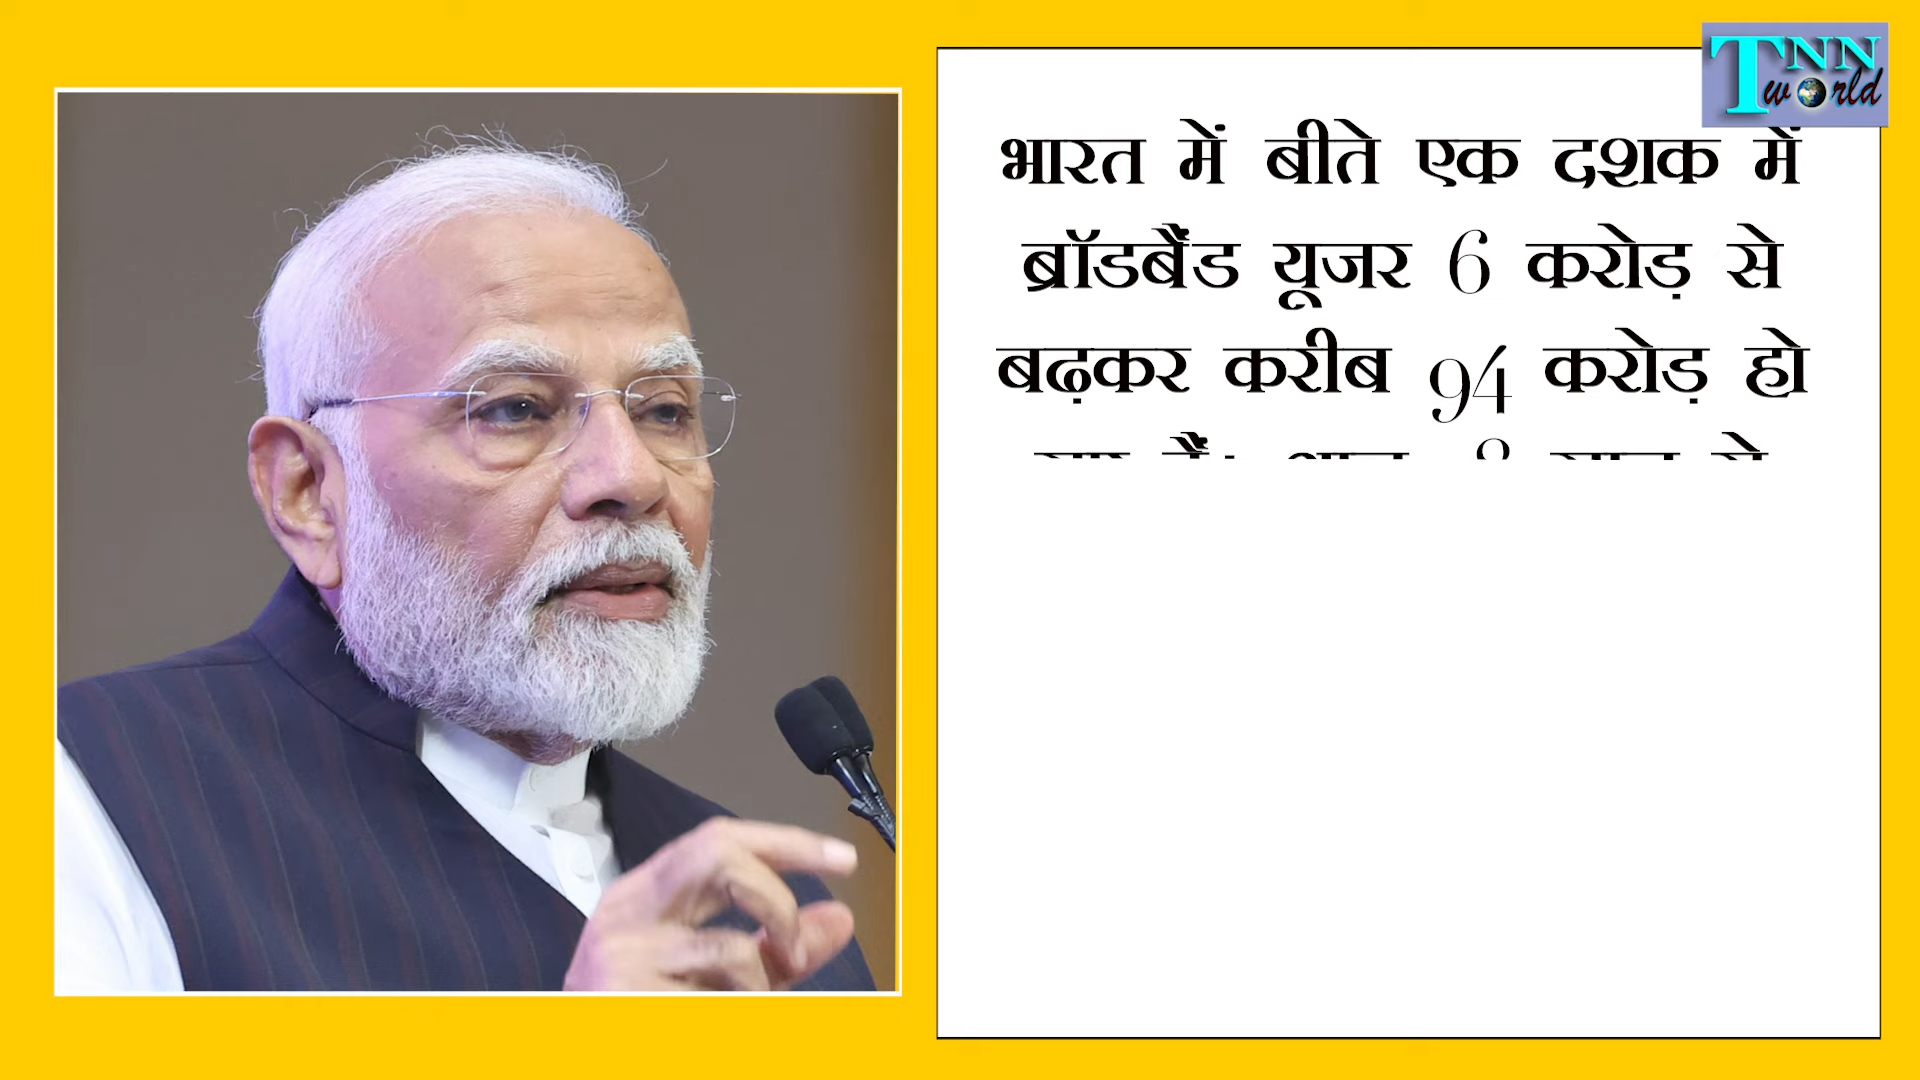 TNN
World
भारत में बीते एक दशक में
ब्रॉडबैंड यूजर 6 करोड़ से
बढ़कर करीब 94 करोड़ हो